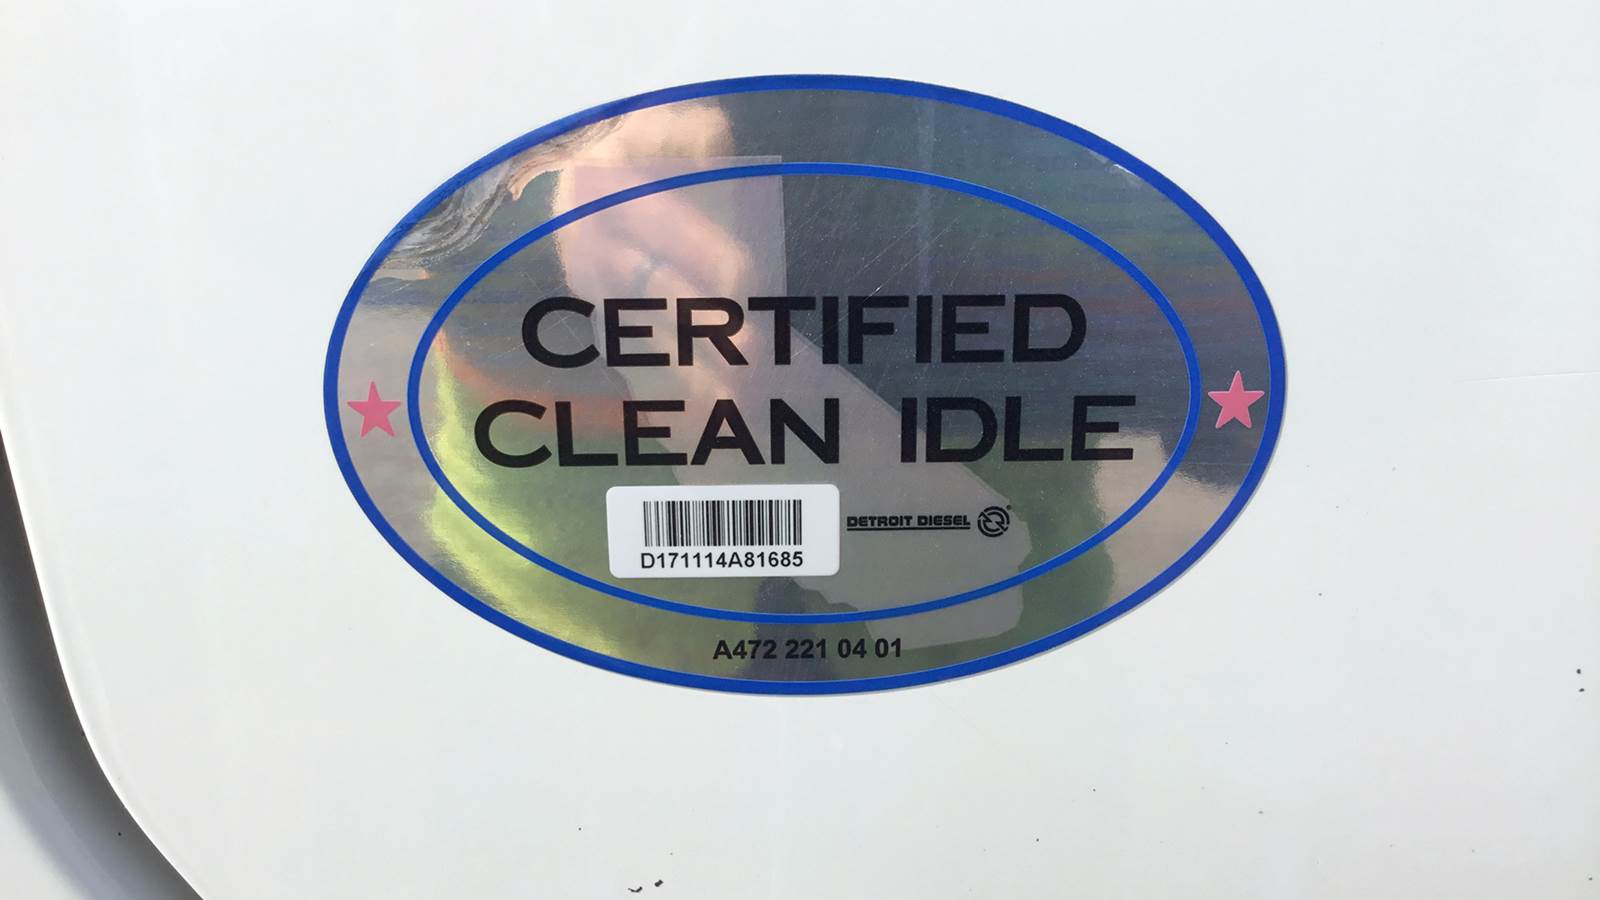 CERTIFIED
CLEAN IDLE
D171114A81685
DETROIT DIESEL ®
A472 221 04 01